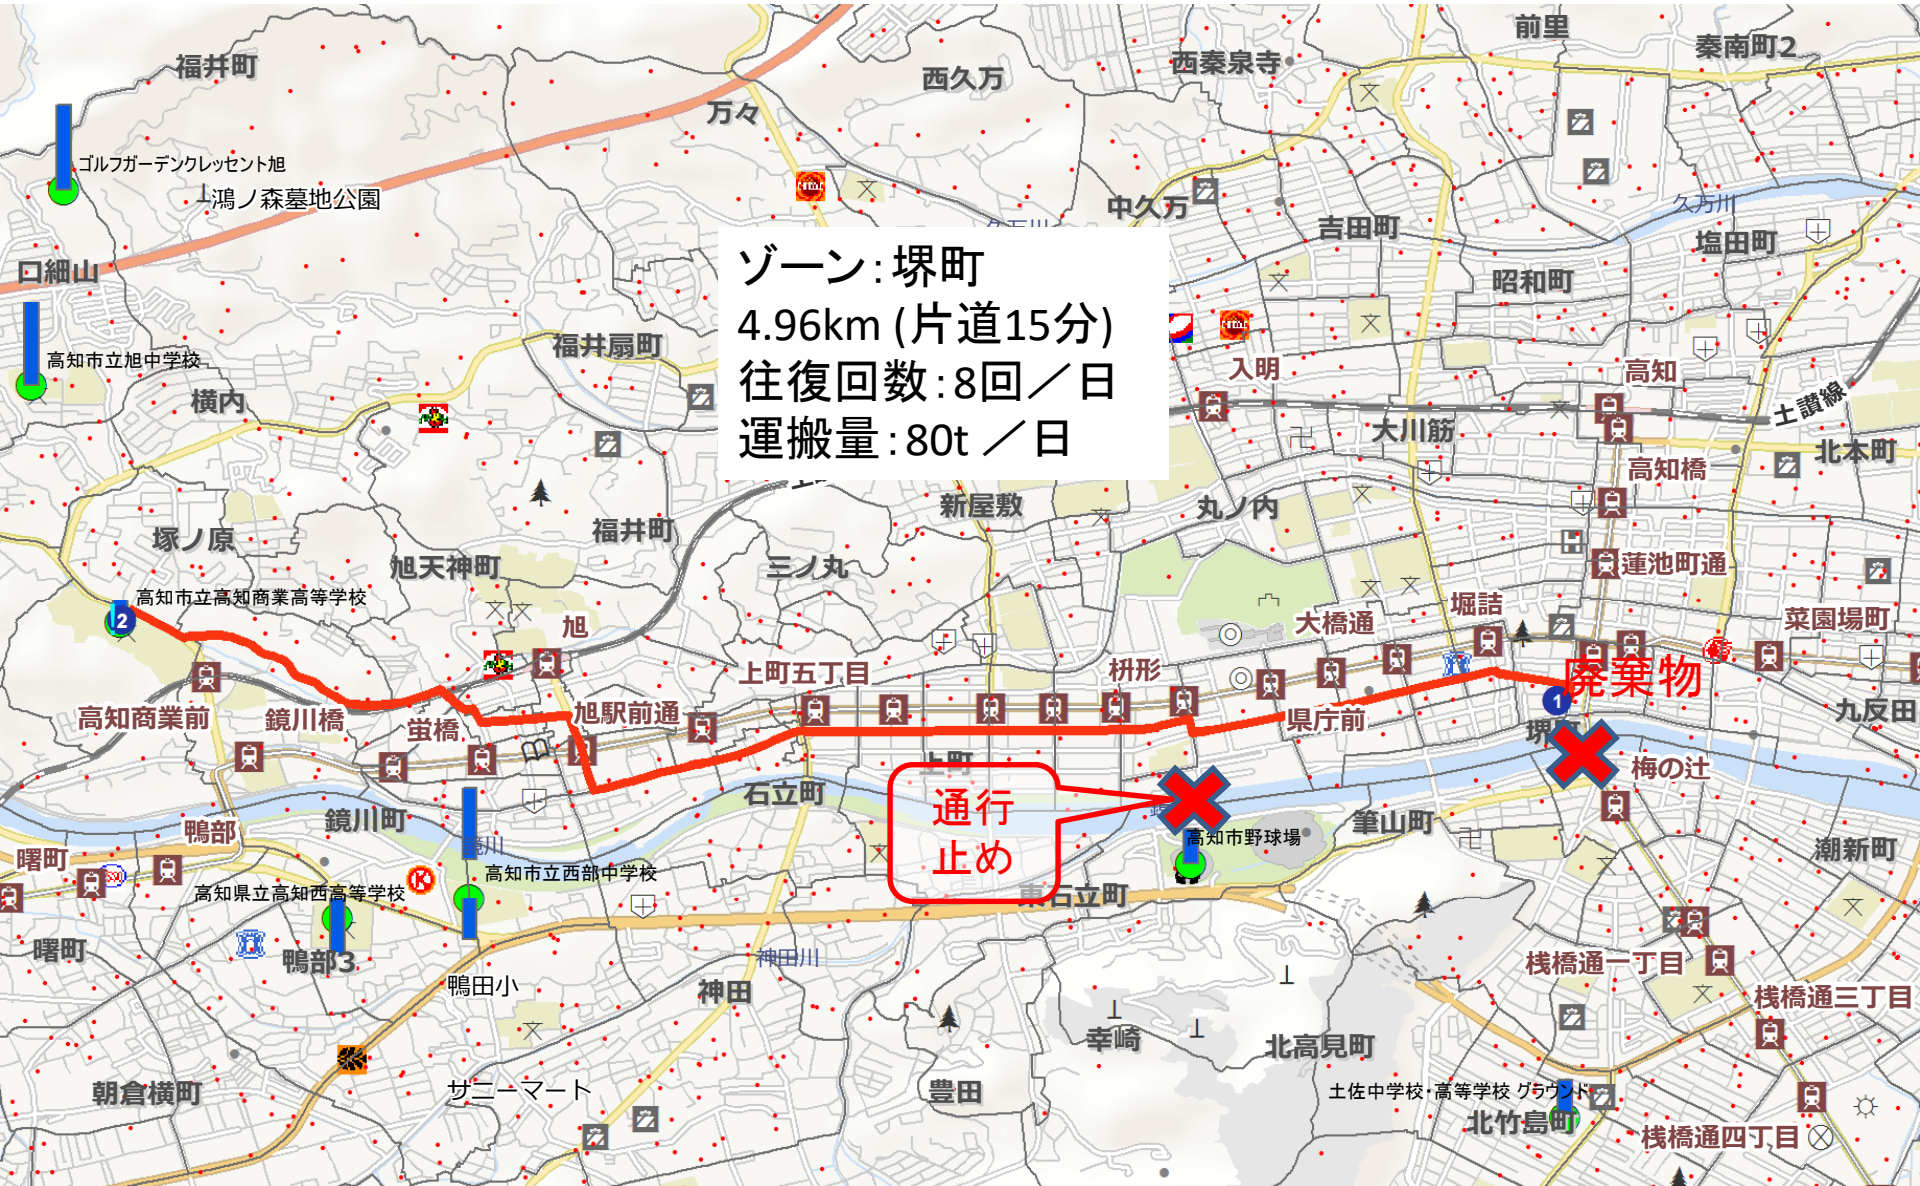 前里
秦南町2
福井町
西秦泉寺
西久万
万々
ゴルフガーデンクレッセント旭
鴻ノ森墓地公園
中久万
久万川
吉田町
塩田町
口細山
昭和町
ゾーン：堺町
4.96km (片道15分)
往復回数：8回／日
運搬量：80t ／日
高知市立旭中学校
福井扇町
入明
高知
横内
土讃線
大川筋
北本町
高知橋
新屋敷
丸ノ内
福井町
塚ノ原
旭天神町
三ノ丸
蓮池町通
高知市立高知商業高等学校
2
旭
堀詰
大橋通
菜園場町
上町五丁目
枡形
廃棄物
1
高知商業前
鏡川橋
蛍橋
旭駅前通
県庁前
九反田
堺町
上町
梅の辻
石立町
通行
止め
鏡川町
鴨部
筆山町
高知市野球場
曙町
鏡川
高知市立西部中学校
潮新町
高知県立高知西高等学校
東石立町
曙町
鴨部3
神田川
桟橋通一丁目
鴨田小
神田
桟橋通三丁目
幸崎
北高見町
朝倉横町
サニーマート
豊田
土佐中学校・高等学校 グラウンド
北竹島町
桟橋通四丁目